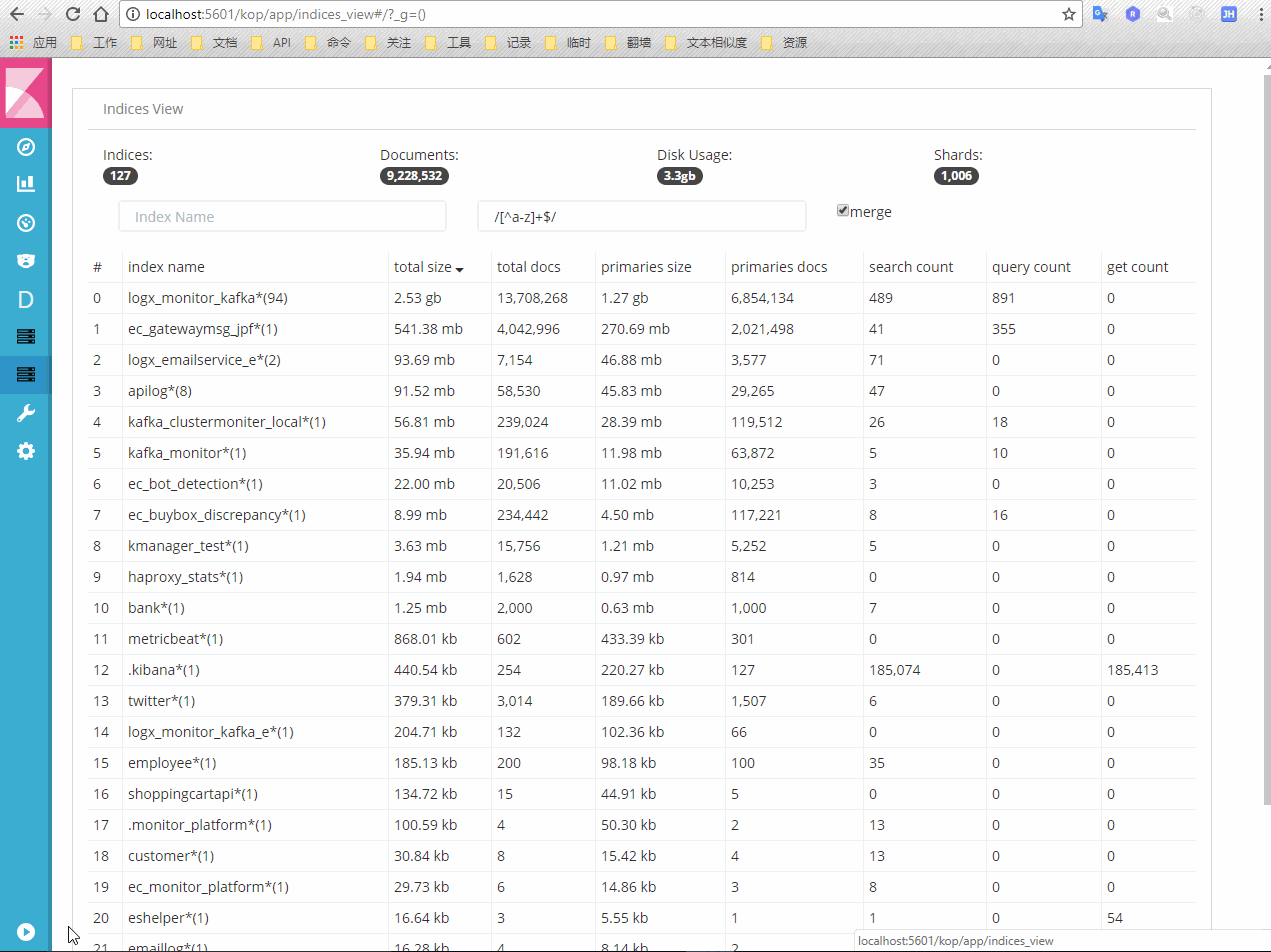 localhost:5601/kop/app/indices_view#/?_g=()
JH
应用 工作 网址 文档 API 命令 关注 工具 记录 临时 翻墙 文本相似度 资源
Indices View
Indices: Documents: Disk Usage: Shards:
127 9,228,532 3.3gb 1,006
Index Name /[^a-z]+$/ merge
# index name total size total docs primaries size primaries docs search count query count get count
0 logx_monitor_kafka*(94) 2.53 gb 13,708,268 1.27 gb 6,854,134 489 891 0
1 ec_gatewaymsg_jpf*(1) 541.38 mb 4,042,996 270.69 mb 2,021,498 41 355 0
2 logx_emailservice_e*(2) 93.69 mb 7,154 46.88 mb 3,577 71 0 0
3 apilog*(8) 91.52 mb 58,530 45.83 mb 29,265 47 0 0
4 kafka_clustermoniter_local*(1) 56.81 mb 239,024 28.39 mb 119,512 26 18 0
5 kafka_monitor*(1) 35.94 mb 191,616 11.98 mb 63,872 5 10 0
6 ec_bot_detection*(1) 22.00 mb 20,506 11.02 mb 10,253 3 0 0
7 ec_buybox_discrepancy*(1) 8.99 mb 234,442 4.50 mb 117,221 8 16 0
8 kmanager_test*(1) 3.63 mb 15,756 1.21 mb 5,252 5 0 0
9 haproxy_stats*(1) 1.94 mb 1,628 0.97 mb 814 0 0 0
10 bank*(1) 1.25 mb 2,000 0.63 mb 1,000 7 0 0
11 metricbeat*(1) 868.01 kb 602 433.39 kb 301 0 0 0
12 .kibana*(1) 440.54 kb 254 220.27 kb 127 185,074 0 185,413
13 twitter*(1) 379.31 kb 3,014 189.66 kb 1,507 6 0 0
14 logx_monitor_kafka_e*(1) 204.71 kb 132 102.36 kb 66 0 0 0
15 employee*(1) 185.13 kb 200 98.18 kb 100 35 0 0
16 shoppingcartapi*(1) 134.72 kb 15 44.91 kb 5 0 0 0
17 .monitor_platform*(1) 100.59 kb 4 50.30 kb 2 13 0 0
18 customer*(1) 30.84 kb 8 15.42 kb 4 13 0 0
19 ec_monitor_platform*(1) 29.73 kb 6 14.86 kb 3 8 0 0
20 eshelper*(1) 16.64 kb 3 5.55 kb 1 1 0 54
21 emaillog*(1) 16.28 kb 4 8.14 kb 2
D
localhost:5601/kop/app/indices_view